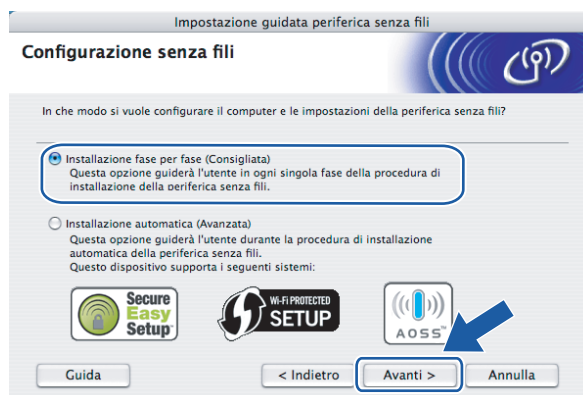 Impostazione guidata periferica senza fili
Configurazione senza fili
In che modo si vuole configurare il computer e le impostazioni della periferica senza fili?
Installazione fase per fase (Consigliata)
Questa opzione guiderà l'utente in ogni singola fase della procedura di
installazione della periferica senza fili.
Installazione automatica (Avanzata)
Questa opzione guiderà l'utente durante la procedura di installazione
automatica della periferica senza fili.
Questo dispositivo supporta i seguenti sistemi:
Secure
Easy
Setup™
Wi-Fi PROTECTED
SETUP
AOSS™
Guida
< Indietro
Avanti >
Annulla